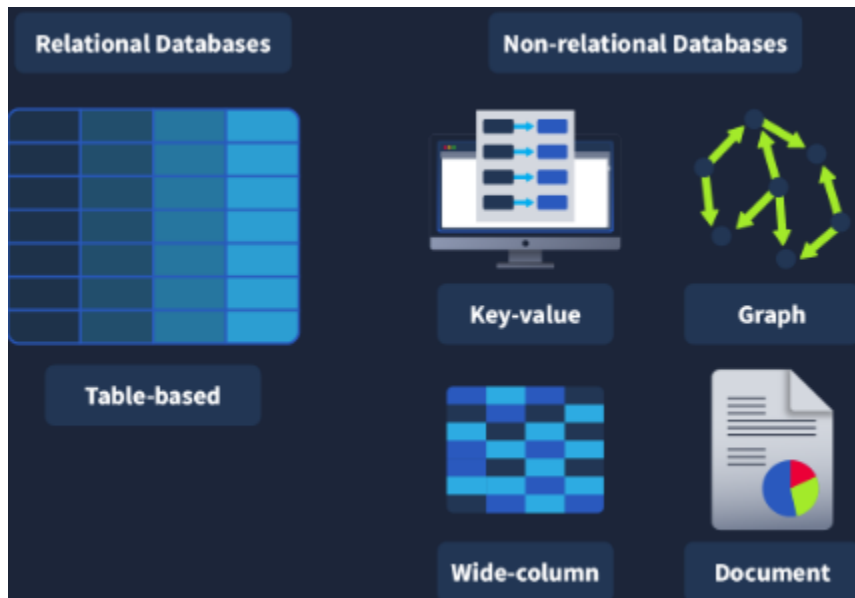 Relational Databases
Non-relational Databases
Key-value
Graph
Table-based
Wide-column
Document